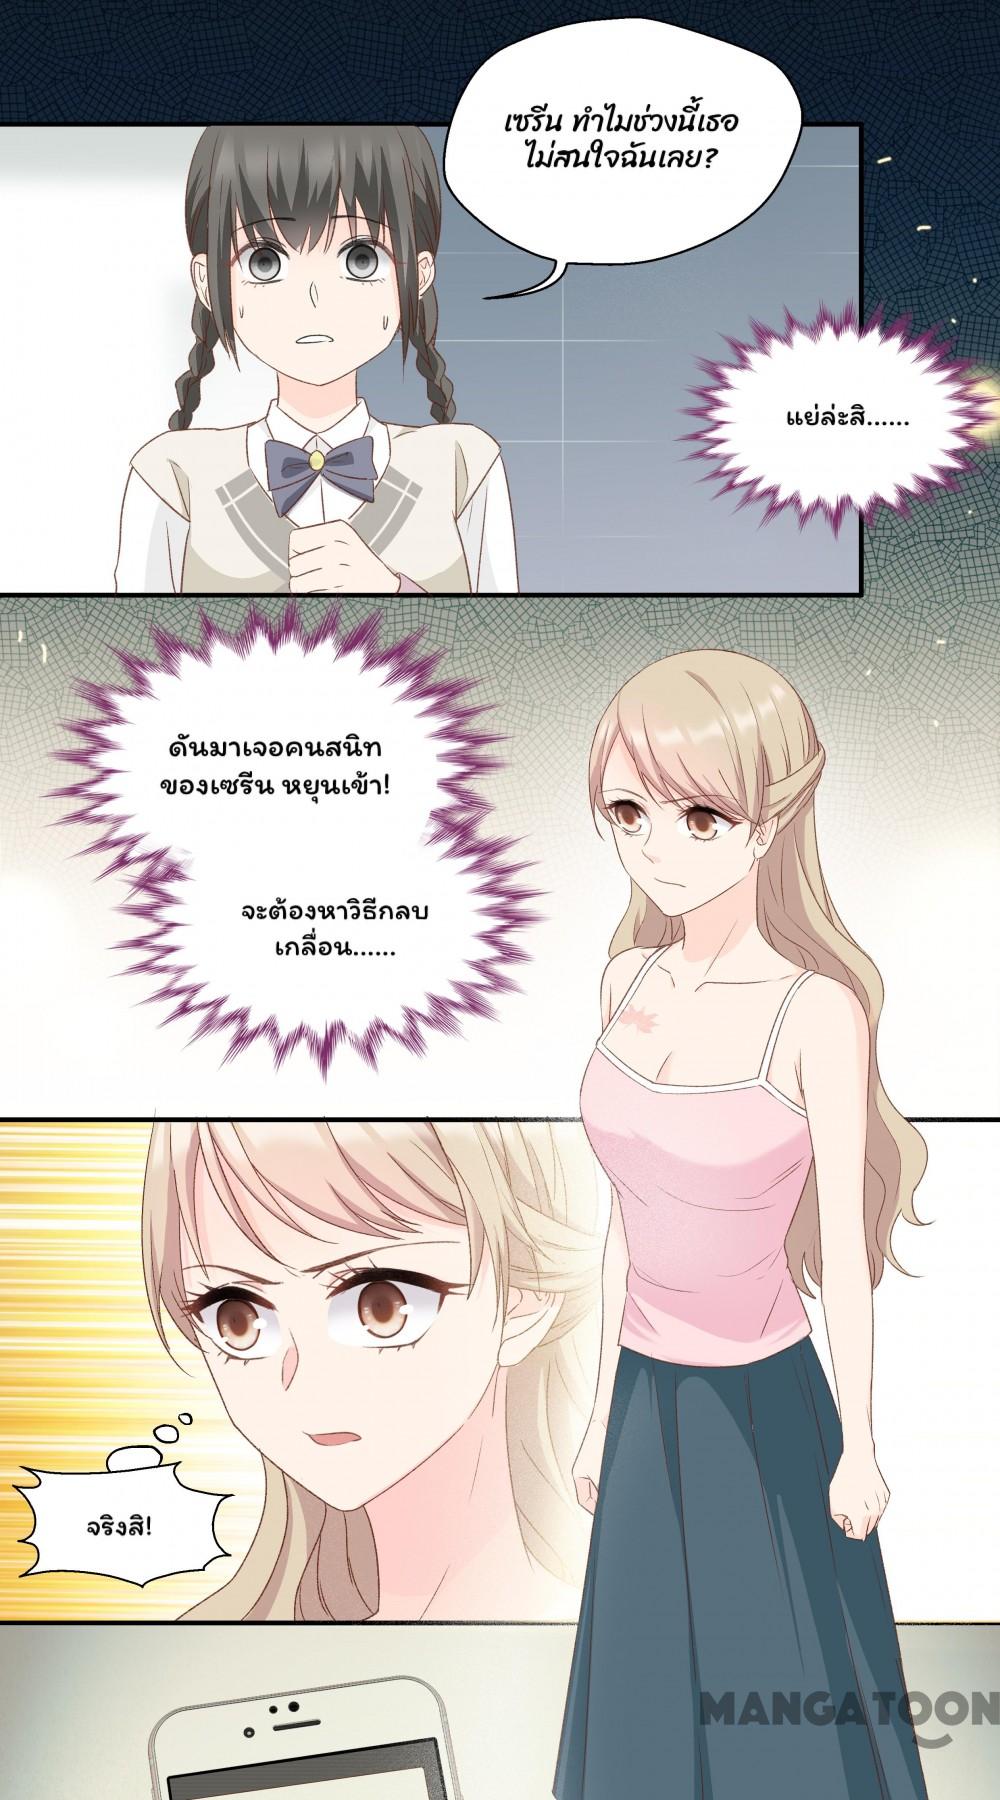 เซรีน ทำไมช่วงนี้เธอ
ไม่สนใจฉันเลย?
แย่ล่ะสิ......
ดันมาเจอคนสนิท
ของเซรีน หยุนเข้า!
จะต้องหาวิธีกลบ
เกลื่อน......
จริงสิ!
MANGATOON